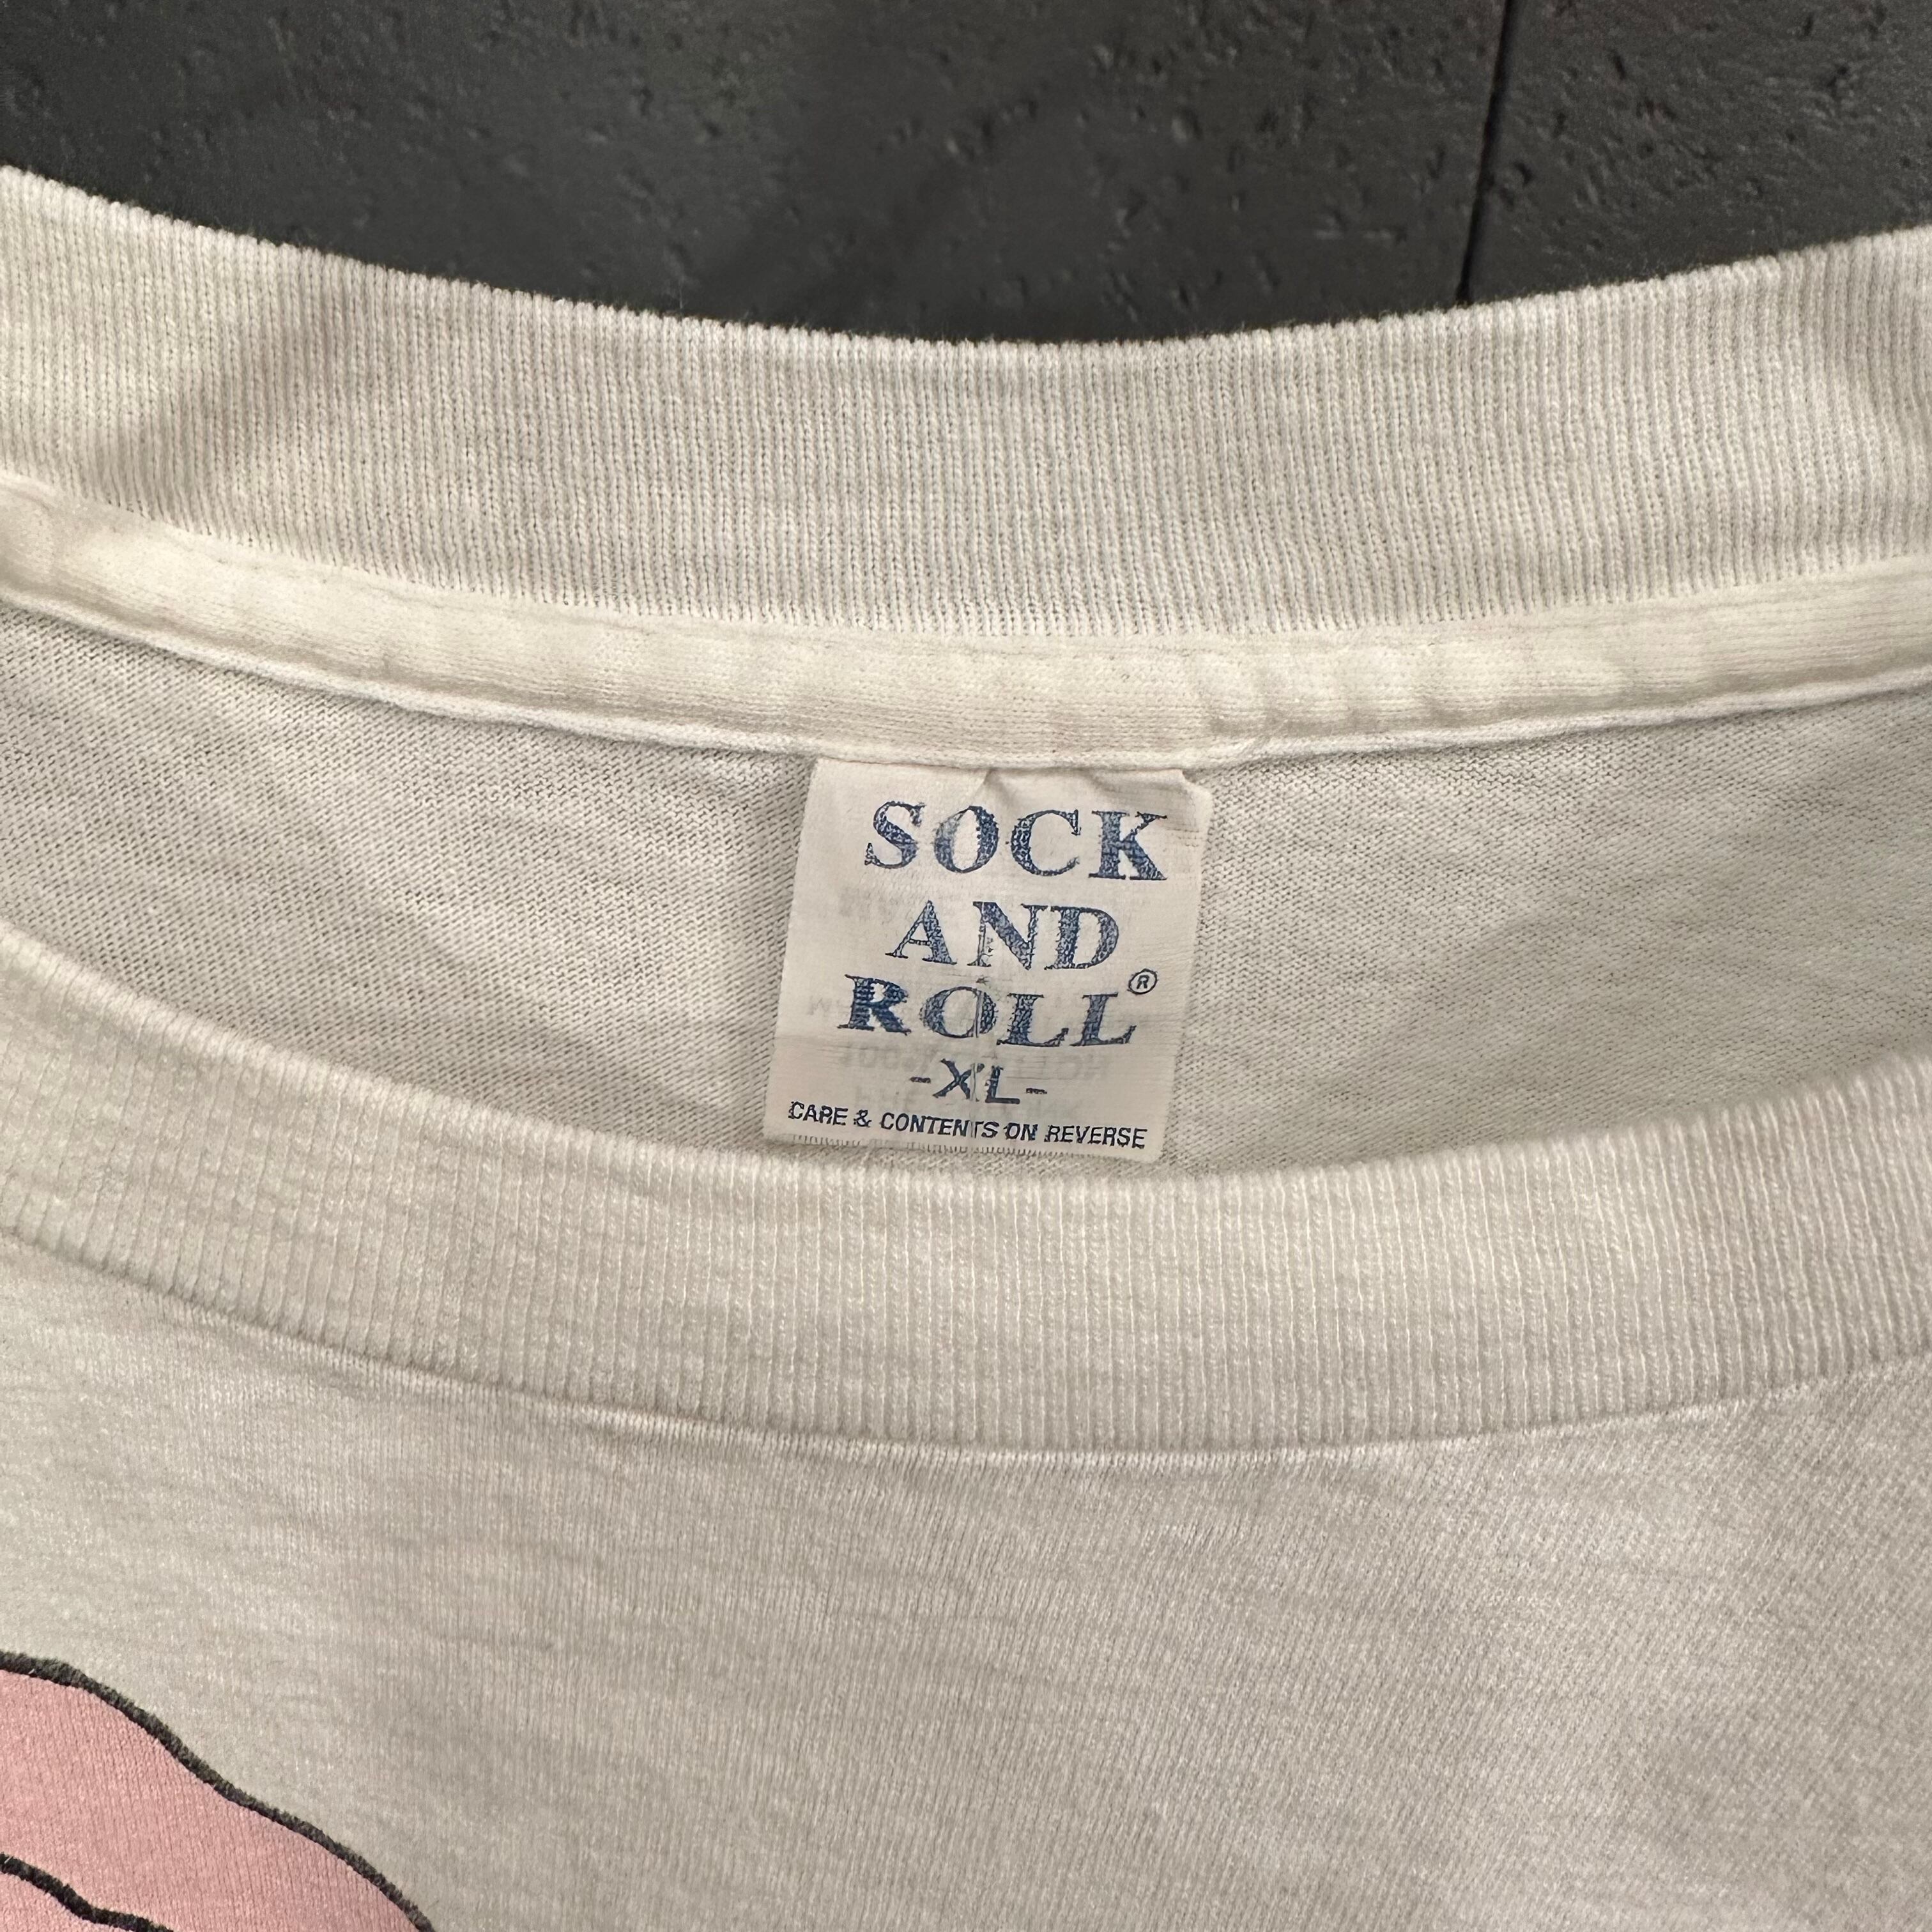 SOCK
AND
ROLL®
-XL-
CARE & CONTENTS ON REVERSE